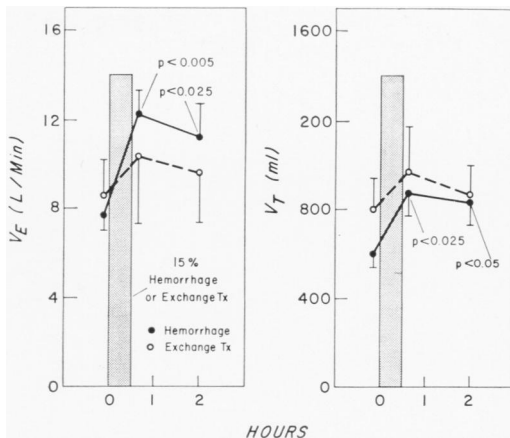 16
12
8
4
0
V_E (L/Min)
p<0.005
p<0.025
15%
Hemorrhage
or Exchange Tx
Hemorrhage
Exchange Tx
0 1 2
1600
200
800
400
0
V_T (ml)
p<0.025
p<0.05
0 1 2
HOURS